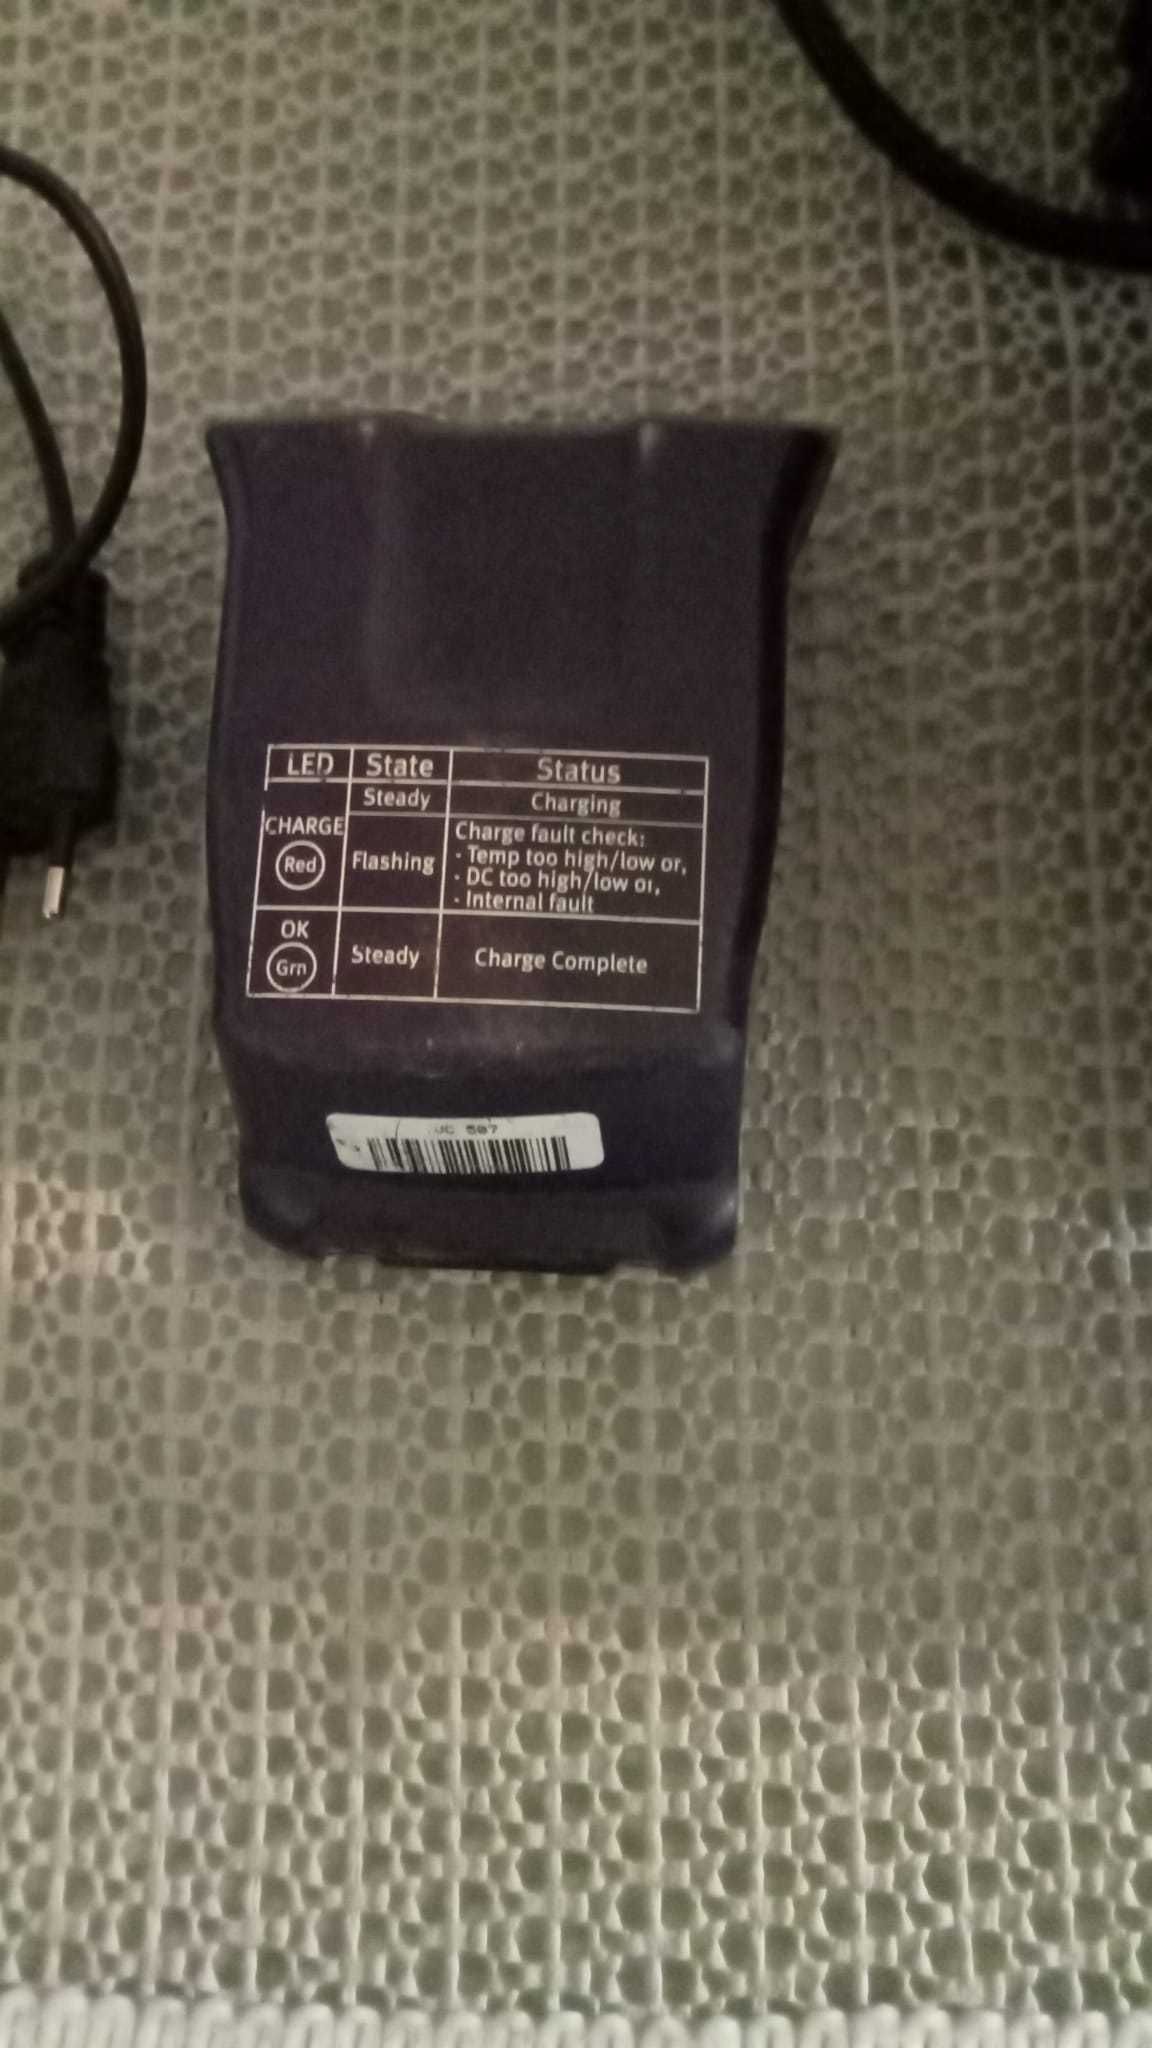 LED State Status
Steady Charging
CHARGE
Red
Flashing
Charge fault check:
· Temp too high/low or,
· DC too high/low or,
· Internal fault
OK
Grn
Steady Charge Complete
507